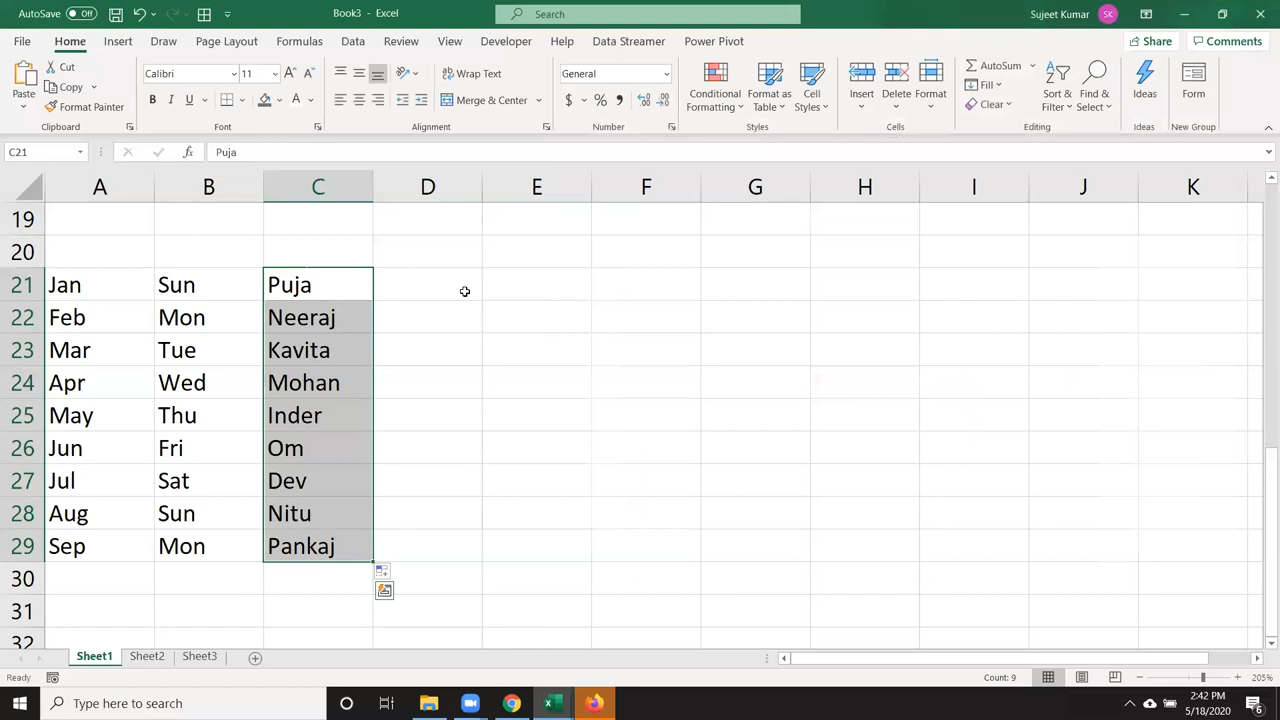 AutoSave Off Book3 - Excel Search Sujeet Kumar SK
File Home Insert Draw Page Layout Formulas Data Review View Developer Help Data Streamer Power Pivot Share Comments
Paste Cut Copy Format Painter
Calibri 11
B I U A
Wrap Text
Merge & Center
General
$ % ,
Conditional Formatting Format as Table Cell Styles
Insert Delete Format
AutoSum Fill Clear
Sort & Filter Find & Select
Ideas
Form
Clipboard Font Alignment Number Styles Cells Editing Ideas New Group
C21 fx Puja
A B C D E F G H I J K
19
20
21 Jan Sun Puja
22 Feb Mon Neeraj
23 Mar Tue Kavita
24 Apr Wed Mohan
25 May Thu Inder
26 Jun Fri Om
27 Jul Sat Dev
28 Aug Sun Nitu
29 Sep Mon Pankaj
30
31
32
Sheet1 Sheet2 Sheet3
Ready Count: 9 205%
Type here to search 2:42 PM
5/18/2020 6